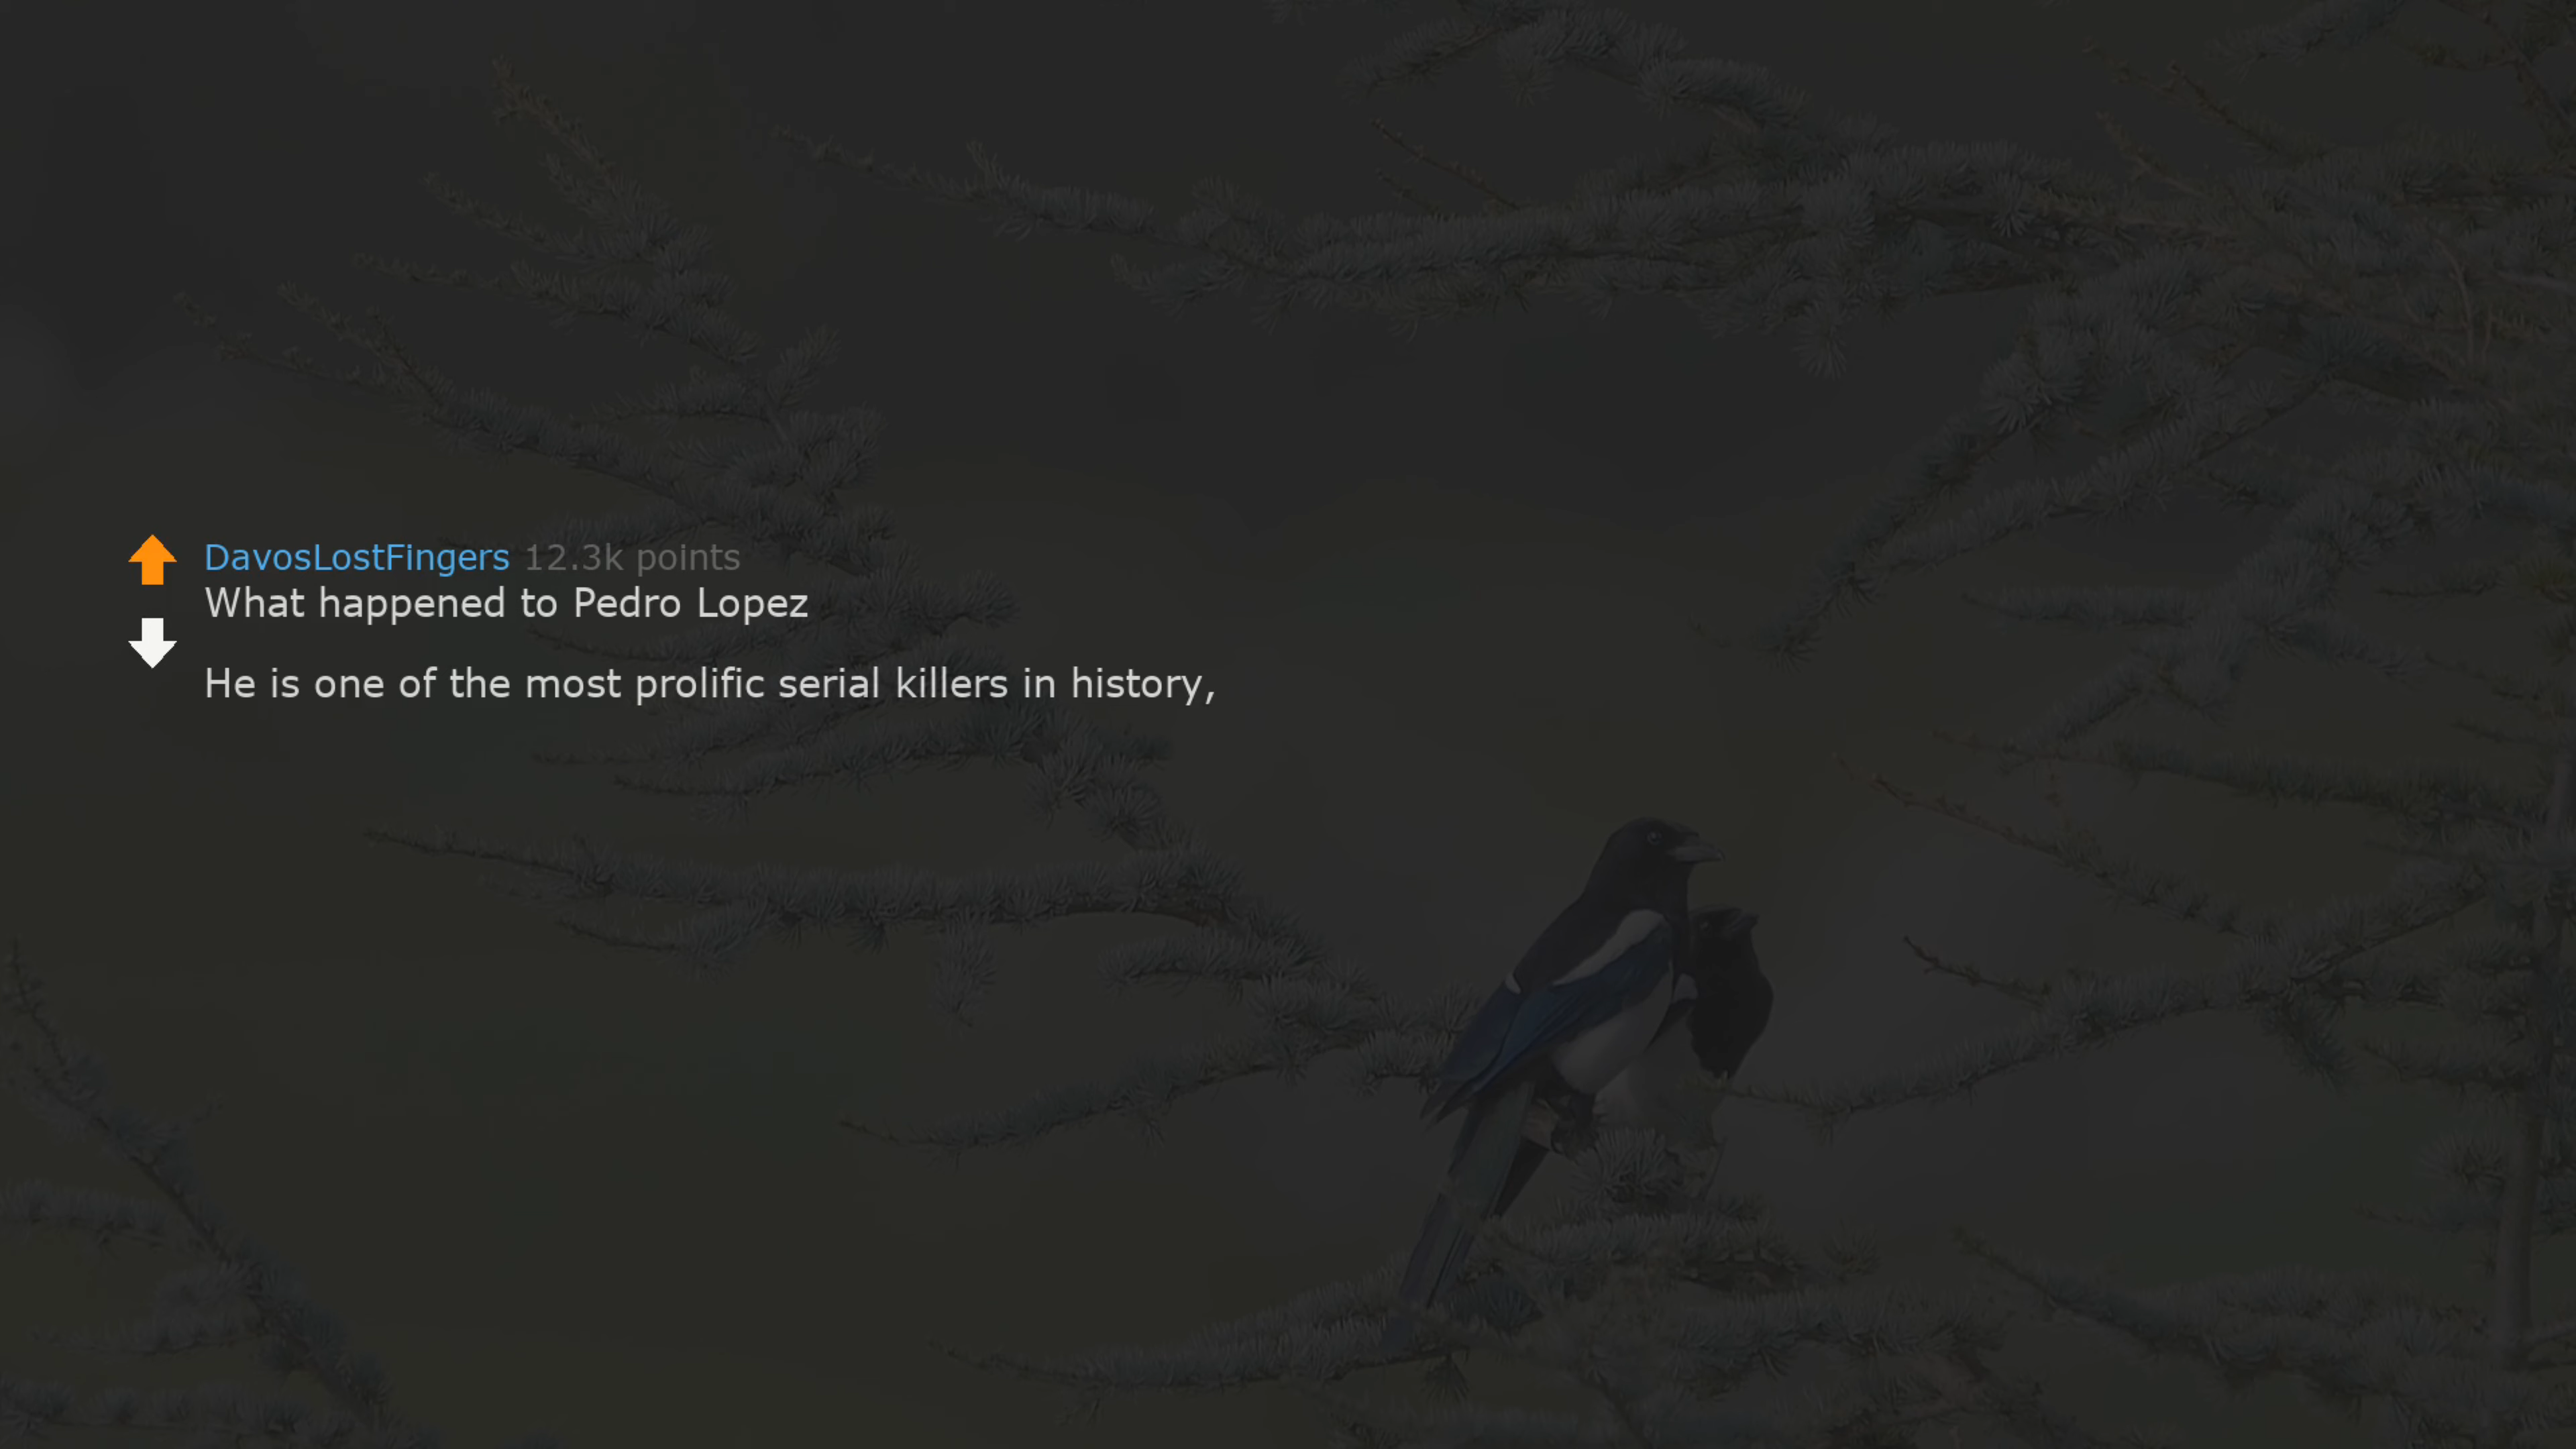 DavosLostFingers 12.3k points
What happened to Pedro Lopez
He is one of the most prolific serial killers in history,